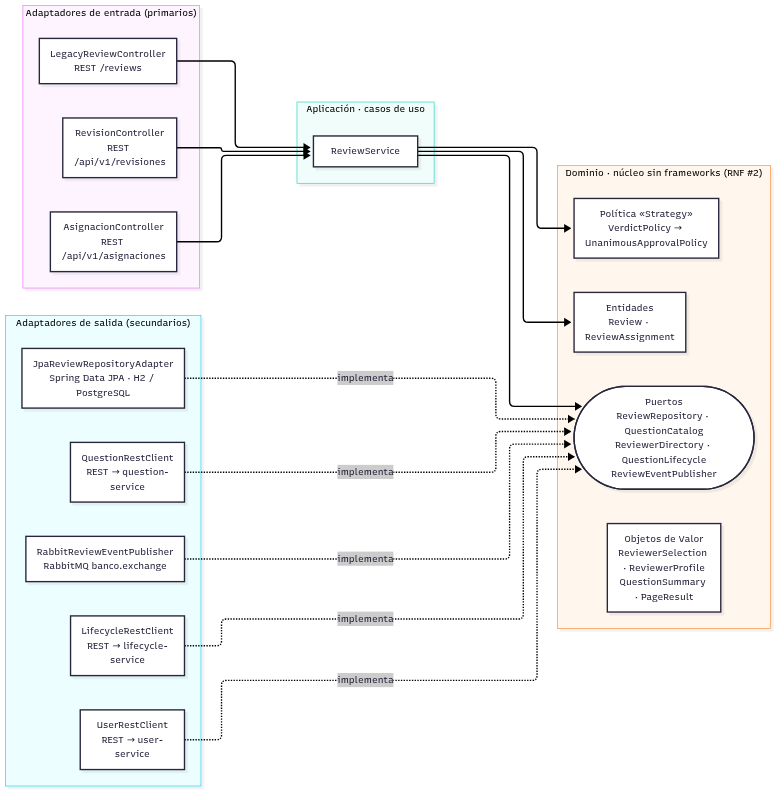 Adaptadores de entrada (primarios)
LegacyReviewController
REST /reviews
RevisionController
REST
/api/v1/revisiones
AsignacionController
REST
/api/v1/asignaciones
Aplicación · casos de uso
ReviewService
Dominio · núcleo sin frameworks (RNF #2)
Política «Strategy»
VerdictPolicy →
UnanimousApprovalPolicy
Entidades
Review ·
ReviewAssignment
Puertos
ReviewRepository ·
QuestionCatalog
ReviewerDirectory ·
QuestionLifecycle
ReviewEventPublisher
Objetos de Valor
ReviewerSelection
· ReviewerProfile
QuestionSummary
· PageResult
Adaptadores de salida (secundarios)
JpaReviewRepositoryAdapter
Spring Data JPA · H2 /
PostgreSQL
implementa
QuestionRestClient
REST → question-
service
implementa
RabbitReviewEventPublisher
RabbitMQ banco.exchange
implementa
LifecycleRestClient
REST → lifecycle-
service
implementa
UserRestClient
REST → user-
service
implementa